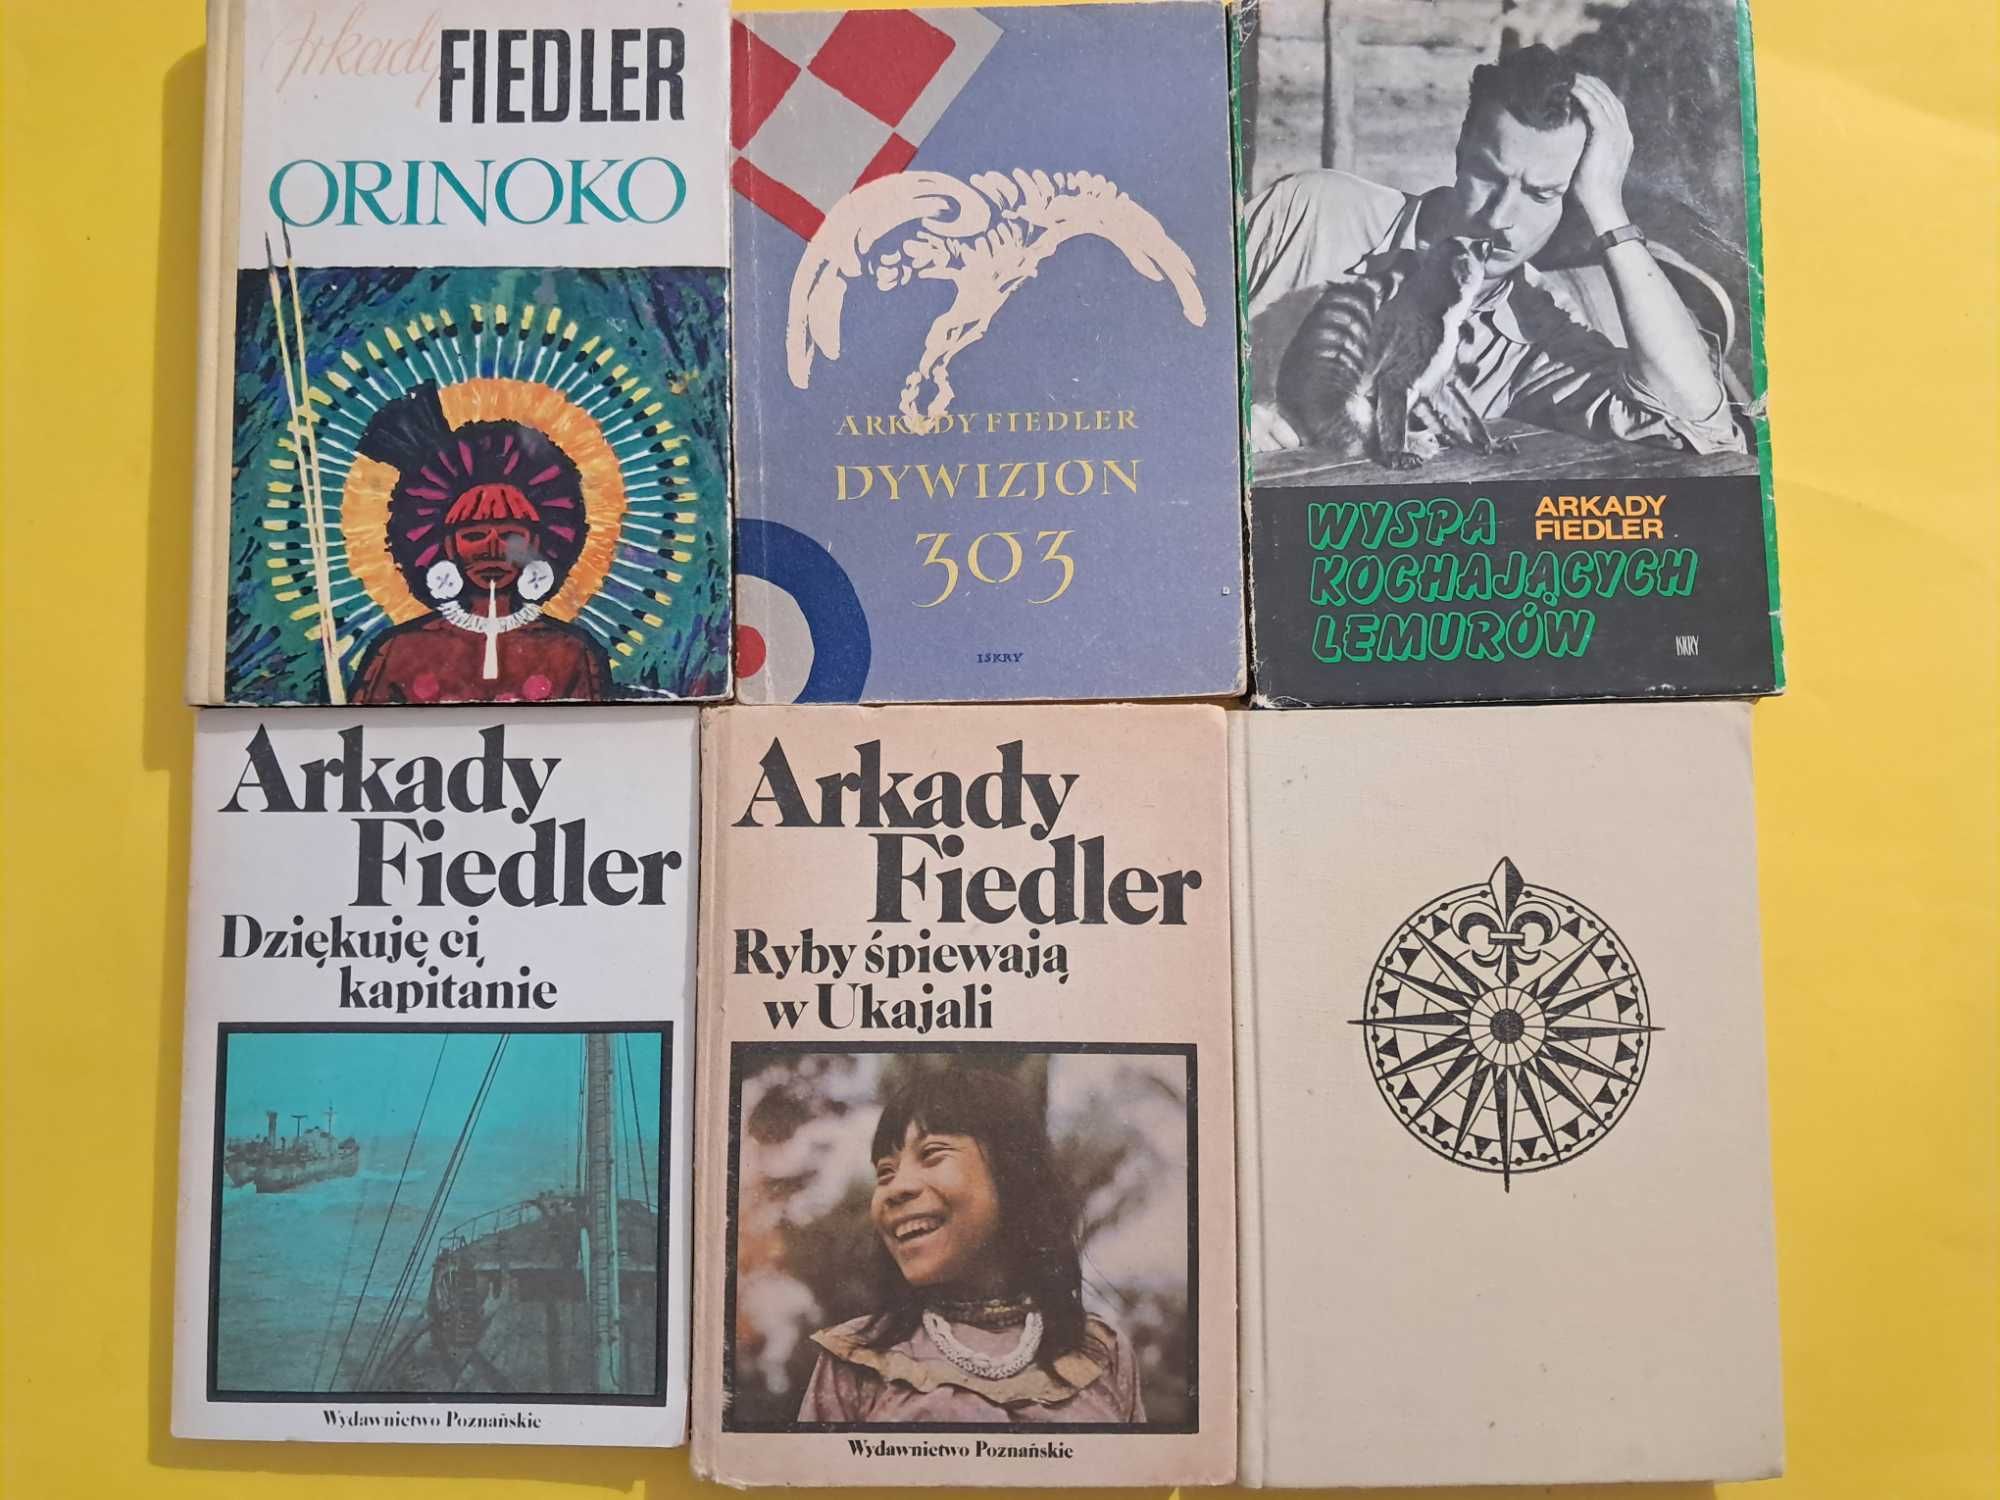 Arkady FIEDLER
ORINOKO
ARKADY FIEDLER
DYWIZJON
303
ISKRY
WYSPA
KOCHAJĄCYCH
LEMURÓW
ARKADY
FIEDLER
ISKRY
Arkady
Fiedler
Dziękuję ci,
kapitanie
Wydawnictwo Poznańskie
Arkady
Fiedler
Ryby śpiewają
w Ukajali
Wydawnictwo Poznańskie